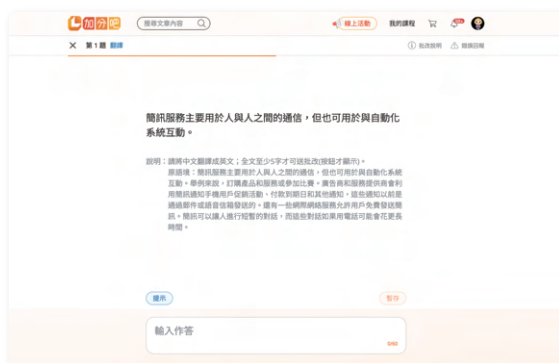 加分吧
搜尋文章內容
線上活動
我的課程
99+
× 第1題 翻譯
批改說明
錯誤回報
簡訊服務主要用於人與人之間的通信，但也可用於與自動化
系統互動。
說明：請將中文翻譯成英文；全文至少5字才可送批改(按鈕才顯示)。
原語境：簡訊服務主要用於人與人之間的通信，但也可用於與自動化系統
互動。舉例來說，訂購產品和服務或參加比賽。廣告商和服務提供商會利
用簡訊通知手機用戶促銷活動、付款到期日和其他通知，這些通知以前是
通過郵件或語音信箱發送的。還有一些網際網絡服務允許用戶免費發送簡
訊。簡訊可以讓人進行短暫的對話，而這些對話如果用電話可能會花更長
時間。
提示
暫存
輸入作答